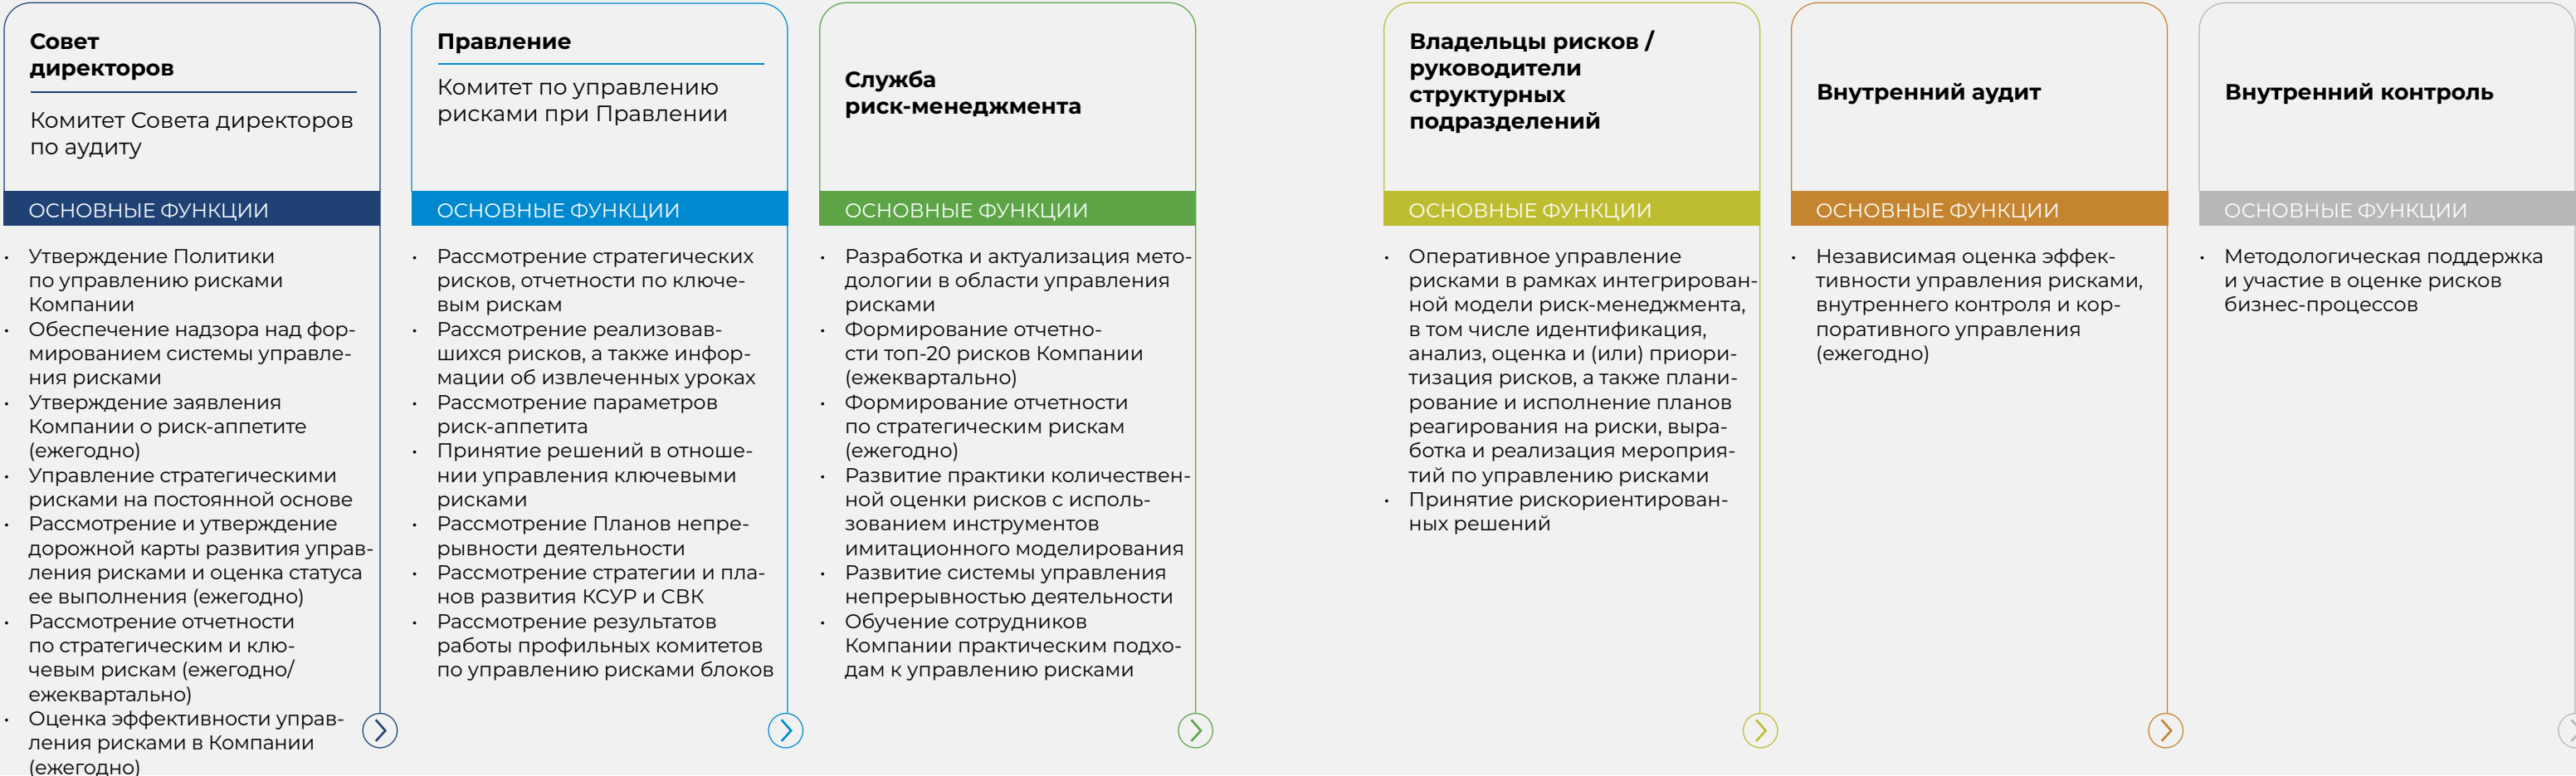 Совет
директоров
Комитет Совета директоров
по аудиту
ОСНОВНЫЕ ФУНКЦИИ
• Утверждение Политики
по управлению рисками
Компании
• Обеспечение надзора над фор-
мированием системы управле-
ния рисками
• Утверждение заявления
Компании о риск-аппетите
(ежегодно)
• Управление стратегическими
рисками на постоянной основе
• Рассмотрение и утверждение
дорожной карты развития управ-
ления рисками и оценка статуса
ее выполнения (ежегодно)
• Рассмотрение отчетности
по стратегическим и клю-
чевым рискам (ежегодно/
ежеквартально)
• Оценка эффективности управ-
ления рисками в Компании
(ежегодно)
Правление
Комитет по управлению
рисками при Правлении
ОСНОВНЫЕ ФУНКЦИИ
• Рассмотрение стратегических
рисков, отчетности по ключе-
вым рискам
• Рассмотрение реализовав-
шихся рисков, а также инфор-
мации об извлеченных уроках
• Рассмотрение параметров
риск-аппетита
• Принятие решений в отноше-
нии управления ключевыми
рисками
• Рассмотрение Планов непре-
рывности деятельности
• Рассмотрение стратегии и пла-
нов развития КСУР и СВК
• Рассмотрение результатов
работы профильных комитетов
по управлению рисками блоков
Служба
риск-менеджмента
ОСНОВНЫЕ ФУНКЦИИ
• Разработка и актуализация мето-
дологии в области управления
рисками
• Формирование отчетно-
сти топ-20 рисков Компании
(ежеквартально)
• Формирование отчетности
по стратегическим рискам
(ежегодно)
• Развитие практики количествен-
ной оценки рисков с исполь-
зованием инструментов
имитационного моделирования
• Развитие системы управления
непрерывностью деятельности
• Обучение сотрудников
Компании практическим подхо-
дам к управлению рисками
Владельцы рисков /
руководители
структурных
подразделений
ОСНОВНЫЕ ФУНКЦИИ
• Оперативное управление
рисками в рамках интегрирован-
ной модели риск-менеджмента,
в том числе идентификация,
анализ, оценка и (или) приори-
тизация рисков, а также плани-
рование и исполнение планов
реагирования на риски, выра-
ботка и реализация мероприя-
тий по управлению рисками
• Принятие рискориентирован-
ных решений
Внутренний аудит
ОСНОВНЫЕ ФУНКЦИИ
• Независимая оценка эффек-
тивности управления рисками,
внутреннего контроля и кор-
поративного управления
(ежегодно)
Внутренний контроль
ОСНОВНЫЕ ФУНКЦИИ
• Методологическая поддержка
и участие в оценке рисков
бизнес-процессов